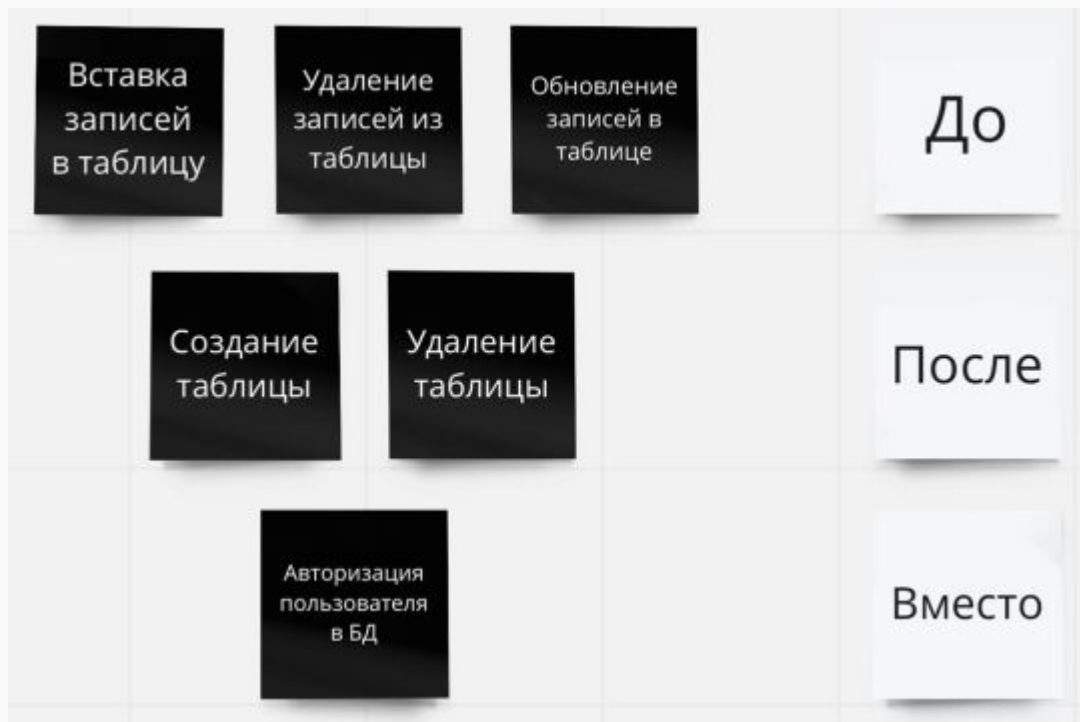 Вставка
записей
в таблицу
Удаление
записей из
таблицы
Обновление
записей в
таблице
До
Создание
таблицы
Удаление
таблицы
После
Авторизация
пользователя
в БД
Вместо